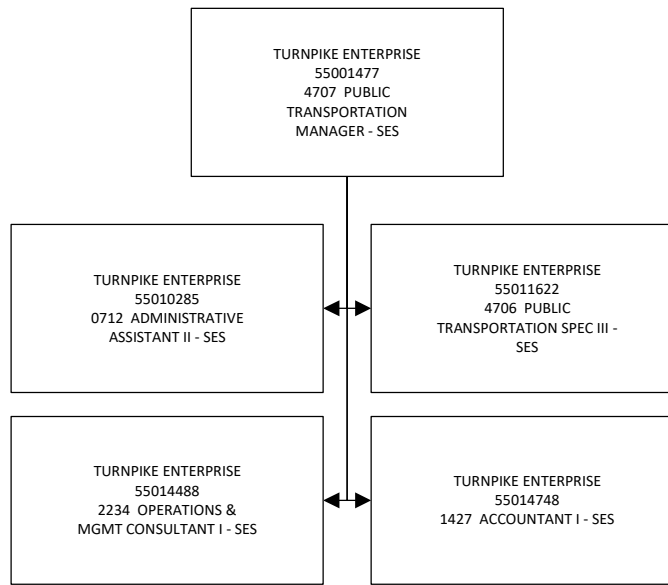 TURNPIKE ENTERPRISE
55001477
4707 PUBLIC
TRANSPORTATION
MANAGER - SES
TURNPIKE ENTERPRISE
55010285
0712 ADMINISTRATIVE
ASSISTANT II - SES
TURNPIKE ENTERPRISE
55011622
4706 PUBLIC
TRANSPORTATION SPEC III -
SES
TURNPIKE ENTERPRISE
55014488
2234 OPERATIONS &
MGMT CONSULTANT I - SES
TURNPIKE ENTERPRISE
55014748
1427 ACCOUNTANT I - SES